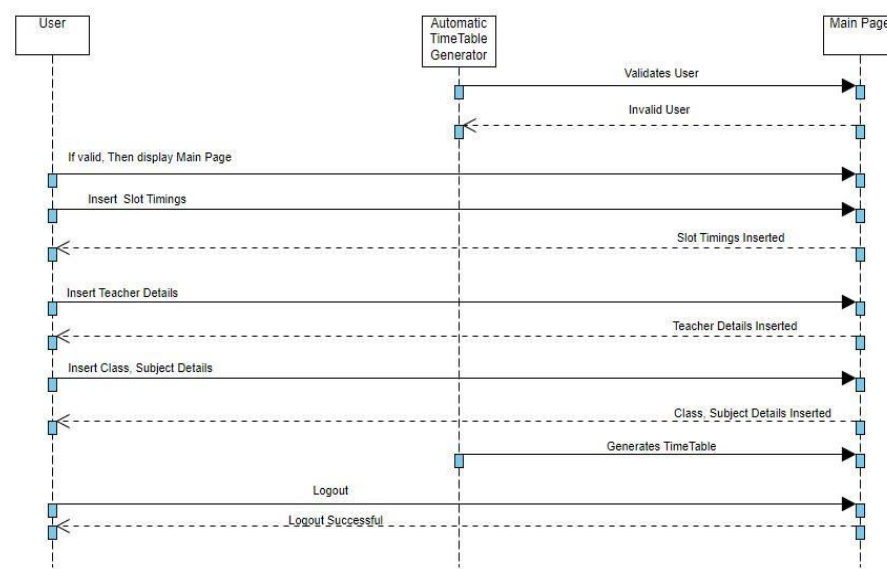 User
Automatic
TimeTable
Generator
Main Page
Validates User
Invalid User
If valid, Then display Main Page
Insert Slot Timings
Slot Timings Inserted
Insert Teacher Details
Teacher Details Inserted
Insert Class, Subject Details
Class, Subject Details Inserted
Generates TimeTable
Logout
Logout Successful